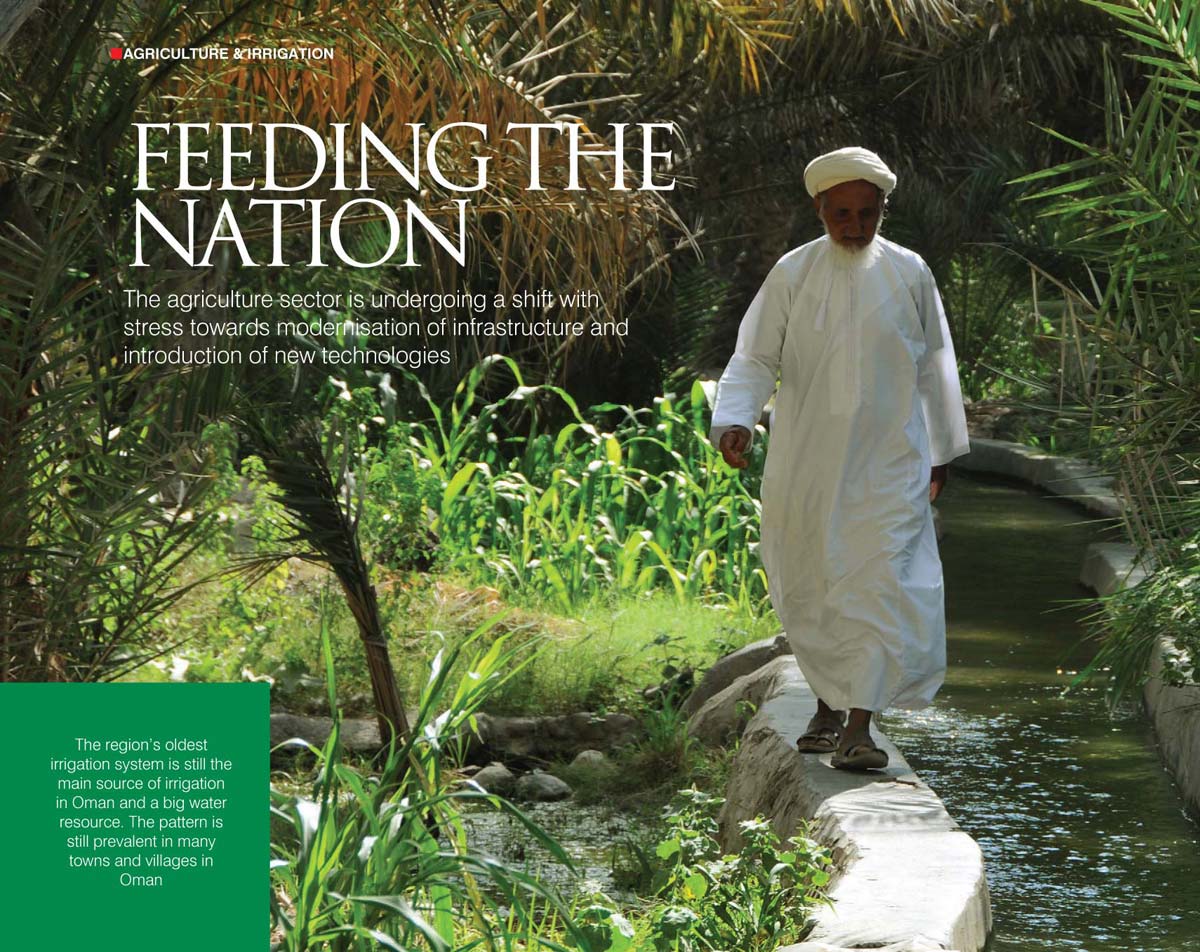 AGRICULTURE & IRRIGATION
FEEDING THE
NATION
The agriculture sector is undergoing a shift with
stress towards modernisation of infrastructure and
introduction of new technologies
The region's oldest
irrigation system is still the
main source of irrigation
in Oman and a big water
resource. The pattern is
still prevalent in many
towns and villages in
Oman